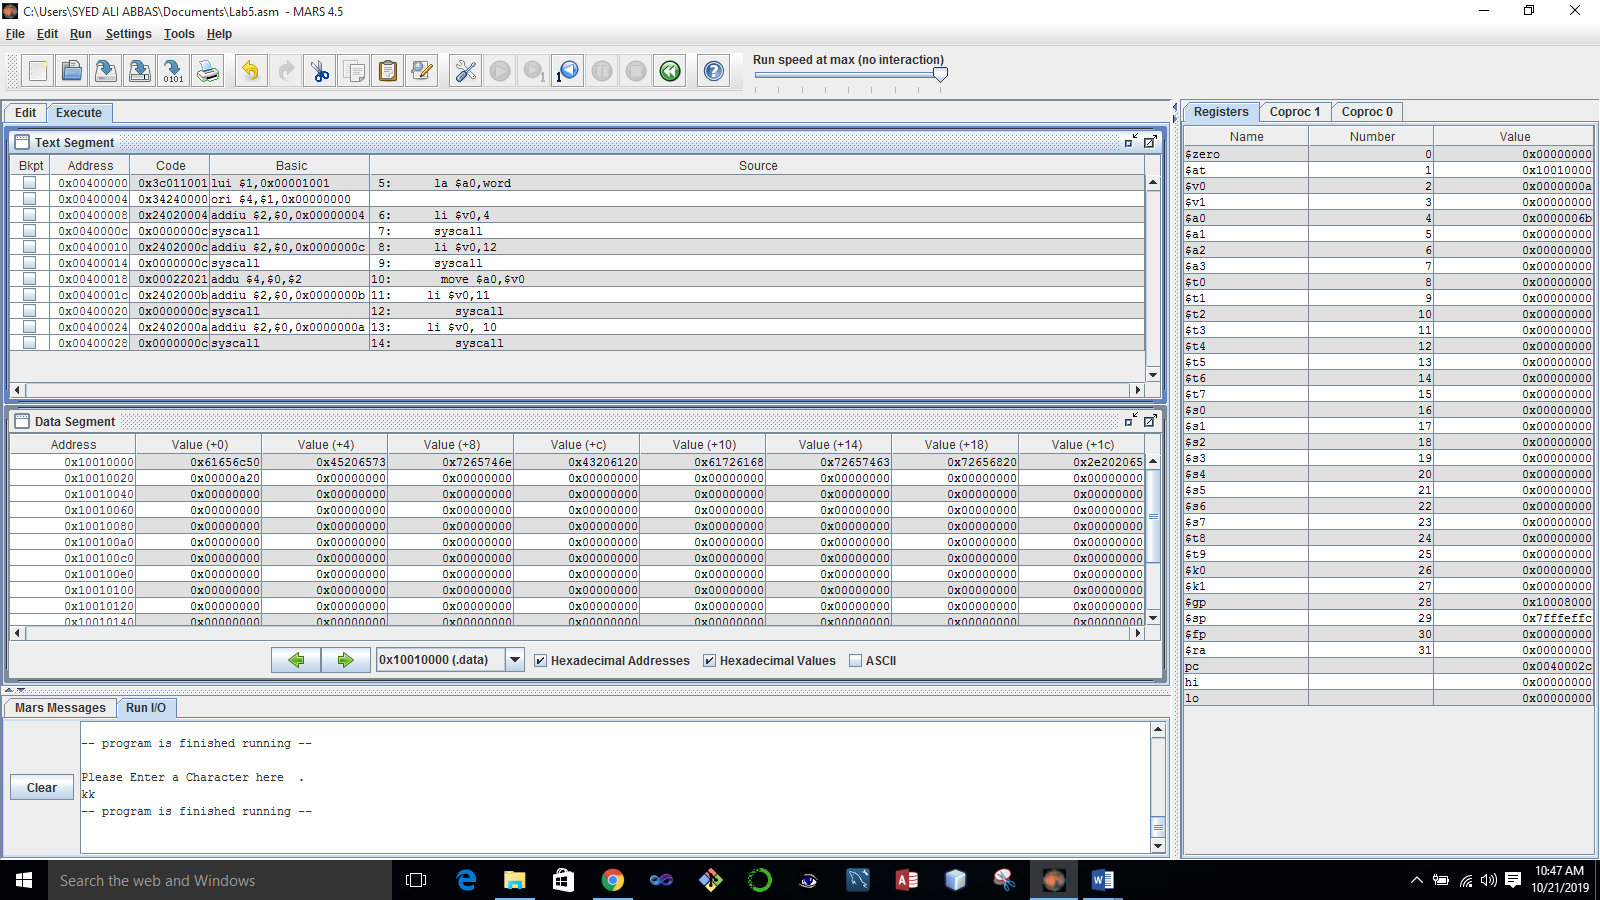 C:\Users\SYED ALI ABBAS\Documents\Lab5.asm - MARS 4.5
File Edit Run Settings Tools Help
Run speed at max (no interaction)
Edit Execute
Text Segment
Bkpt Address Code Basic Source
0x00400000 0x3c011001 lui $1,0x00001001 5: la $a0,word
0x00400004 0x34240000 ori $4,$1,0x00000000
0x00400008 0x24020004 addiu $2,$0,0x00000004 6: li $v0,4
0x0040000c 0x0000000c syscall 7: syscall
0x00400010 0x2402000c addiu $2,$0,0x0000000c 8: li $v0,12
0x00400014 0x0000000c syscall 9: syscall
0x00400018 0x00022021 addu $4,$0,$2 10: move $a0,$v0
0x0040001c 0x2402000b addiu $2,$0,0x0000000b 11: li $v0,11
0x00400020 0x0000000c syscall 12: syscall
0x00400024 0x2402000a addiu $2,$0,0x0000000a 13: li $v0, 10
0x00400028 0x0000000c syscall 14: syscall
Data Segment
Address Value (+0) Value (+4) Value (+8) Value (+c) Value (+10) Value (+14) Value (+18) Value (+1c)
0x10010000 0x61656c50 0x45206573 0x7265746e 0x43206120 0x61726168 0x72657463 0x72656820 0x2e202065
0x10010020 0x00000a20 0x00000000 0x00000000 0x00000000 0x00000000 0x00000000 0x00000000 0x00000000
0x10010040 0x00000000 0x00000000 0x00000000 0x00000000 0x00000000 0x00000000 0x00000000 0x00000000
0x10010060 0x00000000 0x00000000 0x00000000 0x00000000 0x00000000 0x00000000 0x00000000 0x00000000
0x10010080 0x00000000 0x00000000 0x00000000 0x00000000 0x00000000 0x00000000 0x00000000 0x00000000
0x100100a0 0x00000000 0x00000000 0x00000000 0x00000000 0x00000000 0x00000000 0x00000000 0x00000000
0x100100c0 0x00000000 0x00000000 0x00000000 0x00000000 0x00000000 0x00000000 0x00000000 0x00000000
0x100100e0 0x00000000 0x00000000 0x00000000 0x00000000 0x00000000 0x00000000 0x00000000 0x00000000
0x10010100 0x00000000 0x00000000 0x00000000 0x00000000 0x00000000 0x00000000 0x00000000 0x00000000
0x10010120 0x00000000 0x00000000 0x00000000 0x00000000 0x00000000 0x00000000 0x00000000 0x00000000
0x10010140 0x00000000 0x00000000 0x00000000 0x00000000 0x00000000 0x00000000 0x00000000 0x00000000
0x10010000 (.data) Hexadecimal Addresses Hexadecimal Values ASCII
Mars Messages Run I/O
Clear
-- program is finished running --
Please Enter a Character here  .
kk
-- program is finished running --
Registers Coproc 1 Coproc 0
Name Number Value
$zero 0 0x00000000
$at 1 0x10010000
$v0 2 0x0000000a
$v1 3 0x00000000
$a0 4 0x0000006b
$a1 5 0x00000000
$a2 6 0x00000000
$a3 7 0x00000000
$t0 8 0x00000000
$t1 9 0x00000000
$t2 10 0x00000000
$t3 11 0x00000000
$t4 12 0x00000000
$t5 13 0x00000000
$t6 14 0x00000000
$t7 15 0x00000000
$s0 16 0x00000000
$s1 17 0x00000000
$s2 18 0x00000000
$s3 19 0x00000000
$s4 20 0x00000000
$s5 21 0x00000000
$s6 22 0x00000000
$s7 23 0x00000000
$t8 24 0x00000000
$t9 25 0x00000000
$k0 26 0x00000000
$k1 27 0x00000000
$gp 28 0x10008000
$sp 29 0x7fffeffc
$fp 30 0x00000000
$ra 31 0x00000000
pc 0x0040002c
hi 0x00000000
lo 0x00000000
Search the web and Windows
10:47 AM
10/21/2019